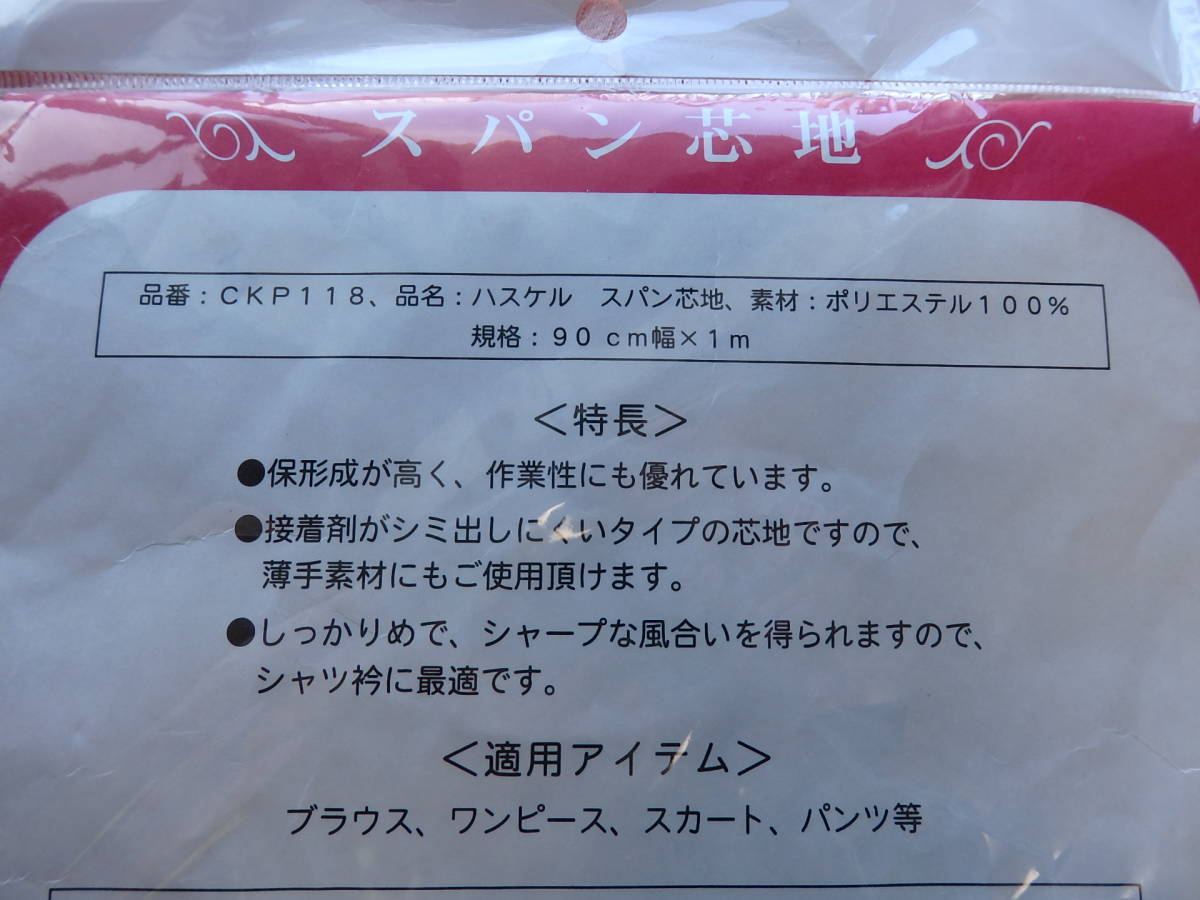 スパン芯地
品番：ＣＫＰ１１８、品名：ハスケル　スパン芯地、素材：ポリエステル１００％
規格：９０ｃｍ幅×１ｍ
＜特長＞
●保形成が高く、作業性にも優れています。
●接着剤がシミ出しにくいタイプの芯地ですので、
薄手素材にもご使用頂けます。
●しっかりめで、シャープな風合いを得られますので、
シャツ衿に最適です。
＜適用アイテム＞
ブラウス、ワンピース、スカート、パンツ等